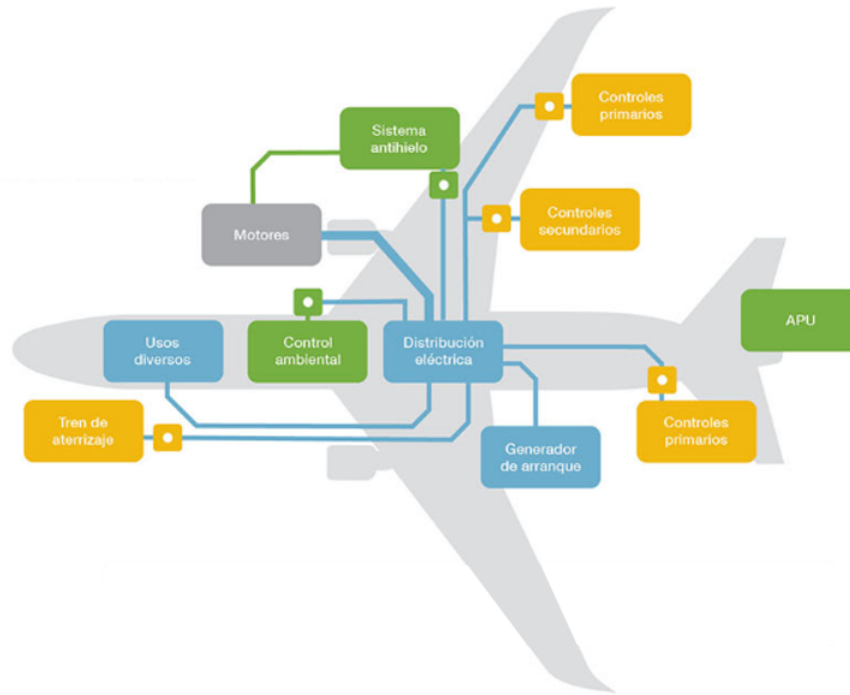 Controles
primarios
Sistema
antihielo
Controles
secundarios
Motores
APU
Usos
diversos
Control
ambiental
Distribución
eléctrica
Tren de
aterrizaje
Generador
de arranque
Controles
primarios